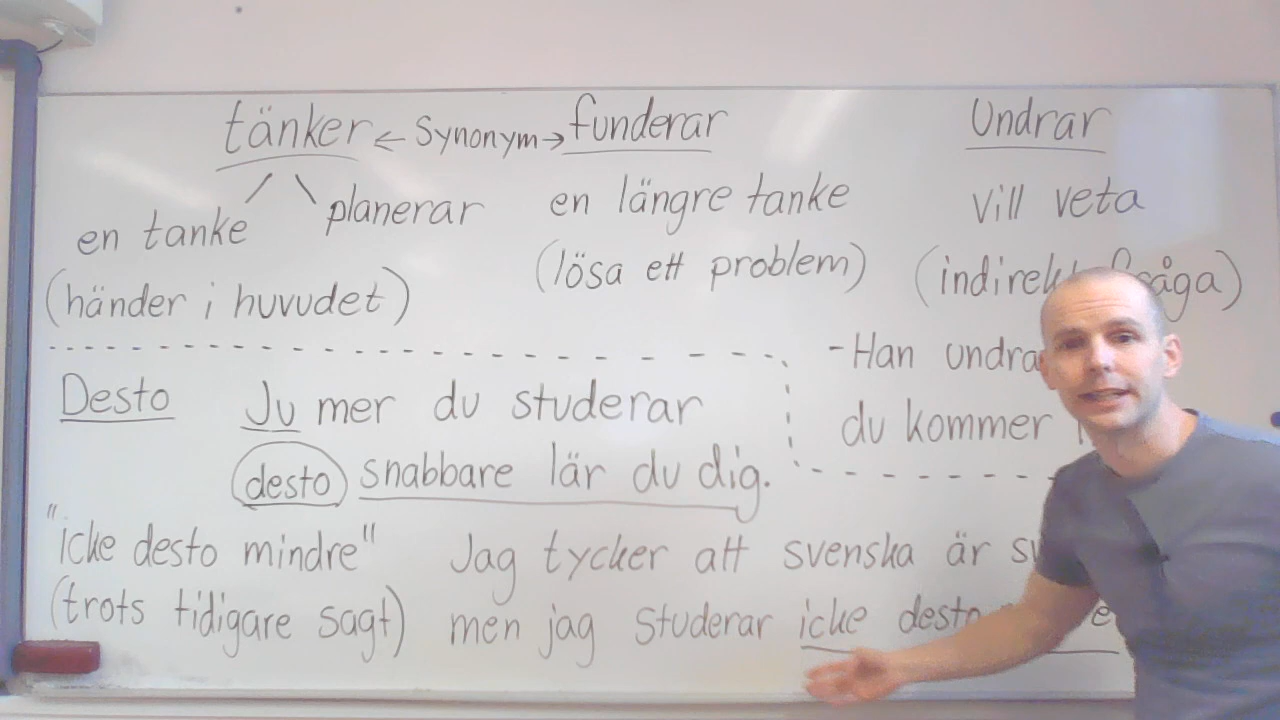 tänker ← Synonym → funderar
en tanke
planerar
(händer i huvudet)
en längre tanke
(lösa ett problem)
Undrar
vill veta
(indirekt fråga)
-Han undra
du kommer
Desto
Ju mer du studerar
desto snabbare lär du dig.
"icke desto mindre"
(trots tidigare sagt)
Jag tycker att svenska är
men jag studerar icke desto